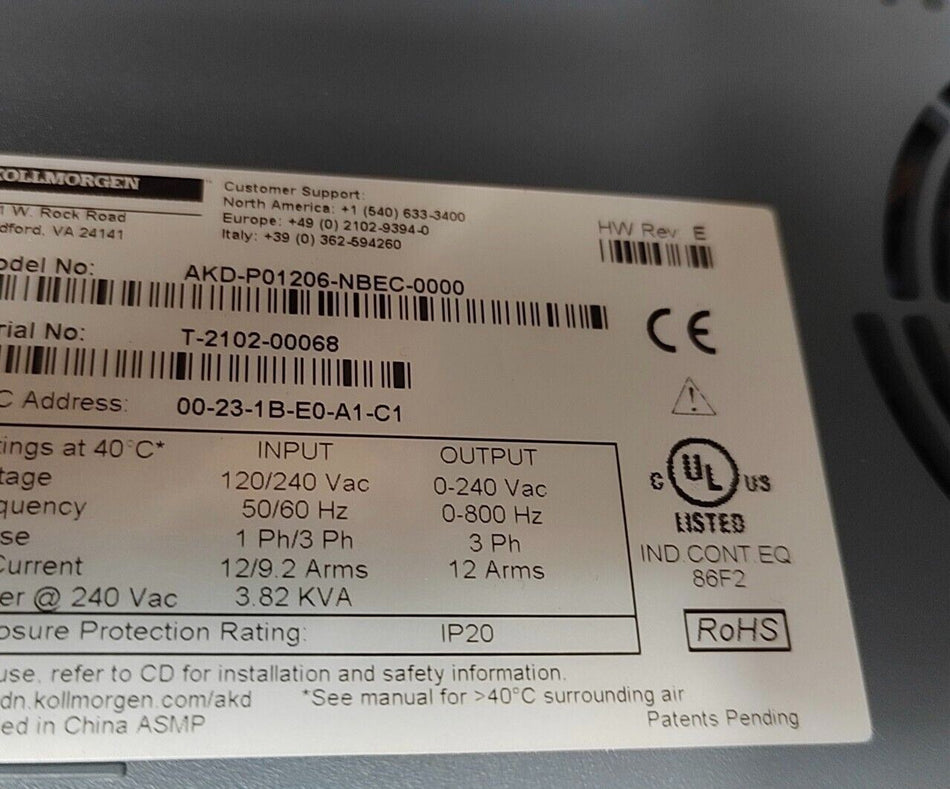 KOLLMORGEN
1 W. Rock Road
dford, VA 24141
Customer Support:
North America: +1 (540) 633-3400
Europe: +49 (0) 2102-9394-0
Italy: +39 (0) 362-594260
HW Rev: E
odel No: AKD-P01206-NBEC-0000
rial No: T-2102-00068
C Address: 00-23-1B-E0-A1-C1
CE
ings at 40°C* INPUT OUTPUT
tage 120/240 Vac 0-240 Vac
quency 50/60 Hz 0-800 Hz
se 1 Ph/3 Ph 3 Ph
Current 12/9.2 Arms 12 Arms
er @ 240 Vac 3.82 KVA
osure Protection Rating: IP20
C UL US
LISTED
IND.CONT.EQ
86F2
RoHS
use, refer to CD for installation and safety information.
dn.kollmorgen.com/akd *See manual for >40°C surrounding air
ed in China ASMP
Patents Pending